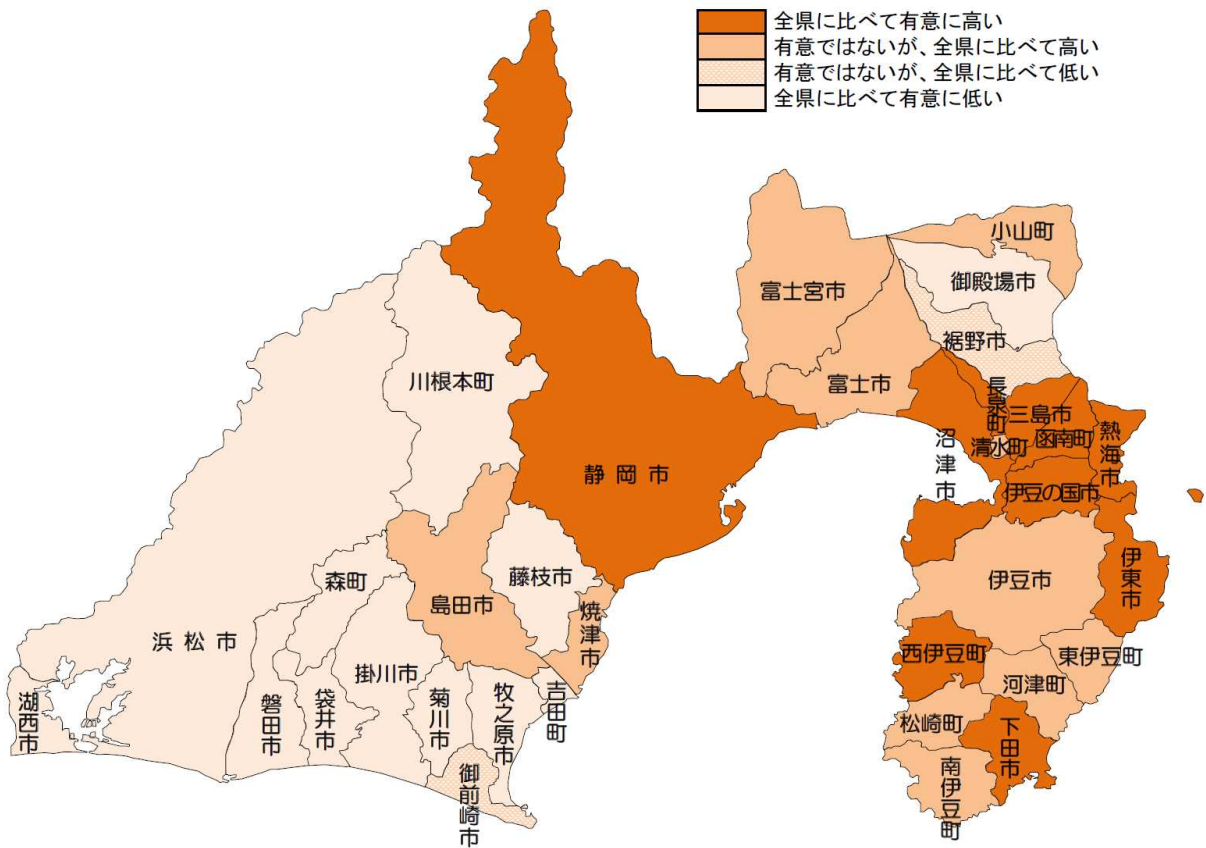 全県に比べて有意に高い
有意ではないが、全県に比べて高い
有意ではないが、全県に比べて低い
全県に比べて有意に低い
小山町
御殿場市
富士宮市
裾野市
富士市
川根本町
長泉町
三島市
函南町
熱海市
清水町
沼津市
静岡市
伊豆の国市
藤枝市
森町
島田市
焼津市
伊豆市
伊東市
浜松市
西伊豆町
東伊豆町
掛川市
河津町
湖西市
磐田市
袋井市
菊川市
牧之原市
吉田町
松崎町
下田市
御前崎市
南伊豆町